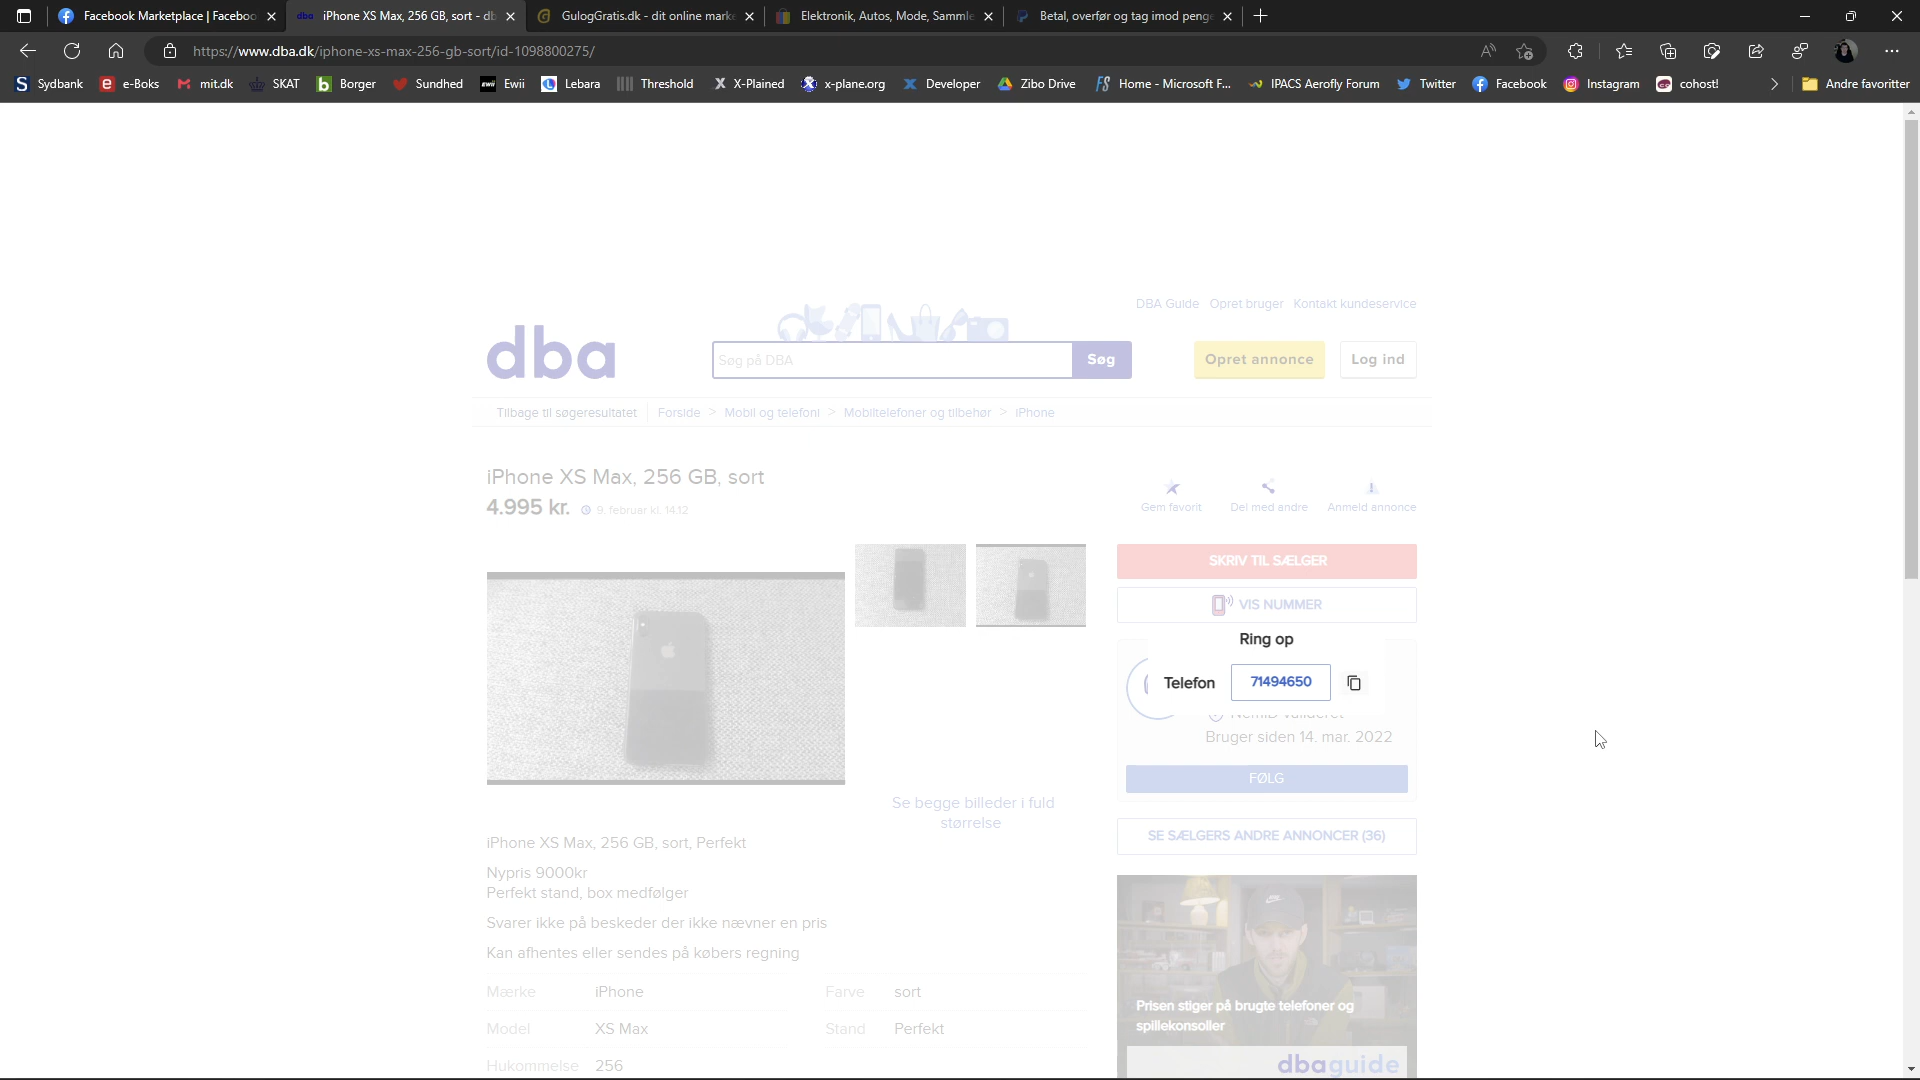 Facebook Marketplace | Faceboo
iPhone XS Max, 256 GB, sort - db
GulogGratis.dk - dit online marke
Elektronik, Autos, Mode, Sammle
Betal, overfør og tag imod penge
https://www.dba.dk/iphone-xs-max-256-gb-sort/id-1098800275/
Sydbank
e-Boks
mit.dk
SKAT
Borger
Sundhed
Ewii
Lebara
Threshold
X-Plained
x-plane.org
Developer
Zibo Drive
Home - Microsoft F...
IPACS Aerofly Forum
Twitter
Facebook
Instagram
cohost!
Andre favoritter
DBA Guide Opret bruger Kontakt kundeservice
dba
Søg på DBA
Søg
Opret annonce
Log ind
Tilbage til søgeresultatet
Forside > Mobil og telefoni > Mobiltelefoner og tilbehør > iPhone
iPhone XS Max, 256 GB, sort
4.995 kr. 9. februar kl. 14.12
Gem favorit
Del med andre
Anmeld annonce
SKRIV TIL SÆLGER
VIS NUMMER
Ring op
Telefon 71494650
NemID valideret
Bruger siden 14. mar. 2022
FØLG
Se begge billeder i fuld
størrelse
SE SÆLGERS ANDRE ANNONCER (36)
iPhone XS Max, 256 GB, sort, Perfekt
Nypris 9000kr
Perfekt stand, box medfølger
Svarer ikke på beskeder der ikke nævner en pris
Kan afhentes eller sendes på købers regning
Mærke iPhone Farve sort
Model XS Max Stand Perfekt
Hukommelse 256
Prisen stiger på brugte telefoner og
spillekonsoller
dbaguide